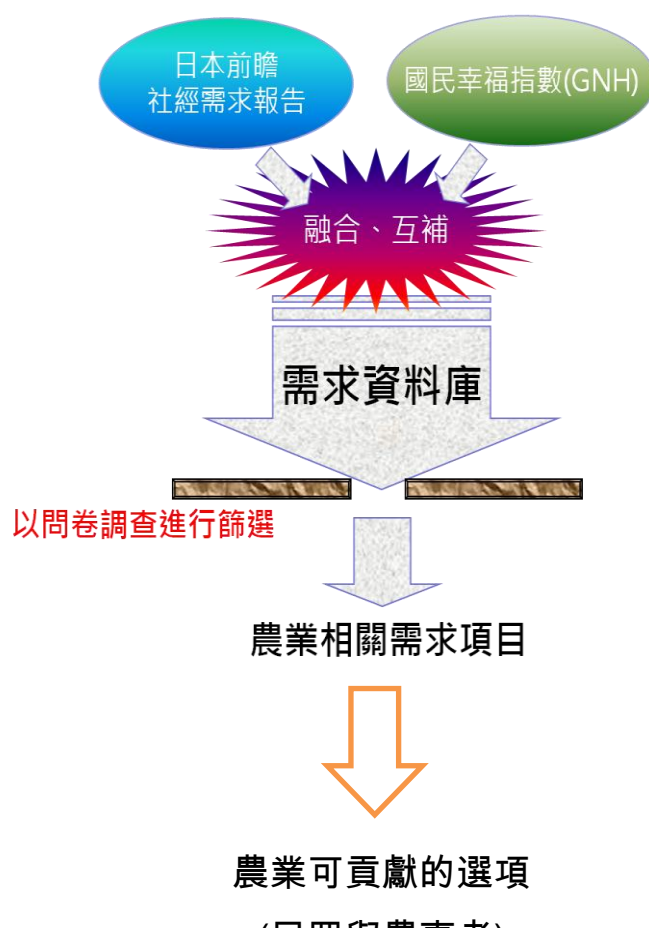 日本前瞻
社經需求報告
國民幸福指數(GNH)
融合、互補
需求資料庫
以問卷調查進行篩選
農業相關需求項目
農業可貢獻的選項